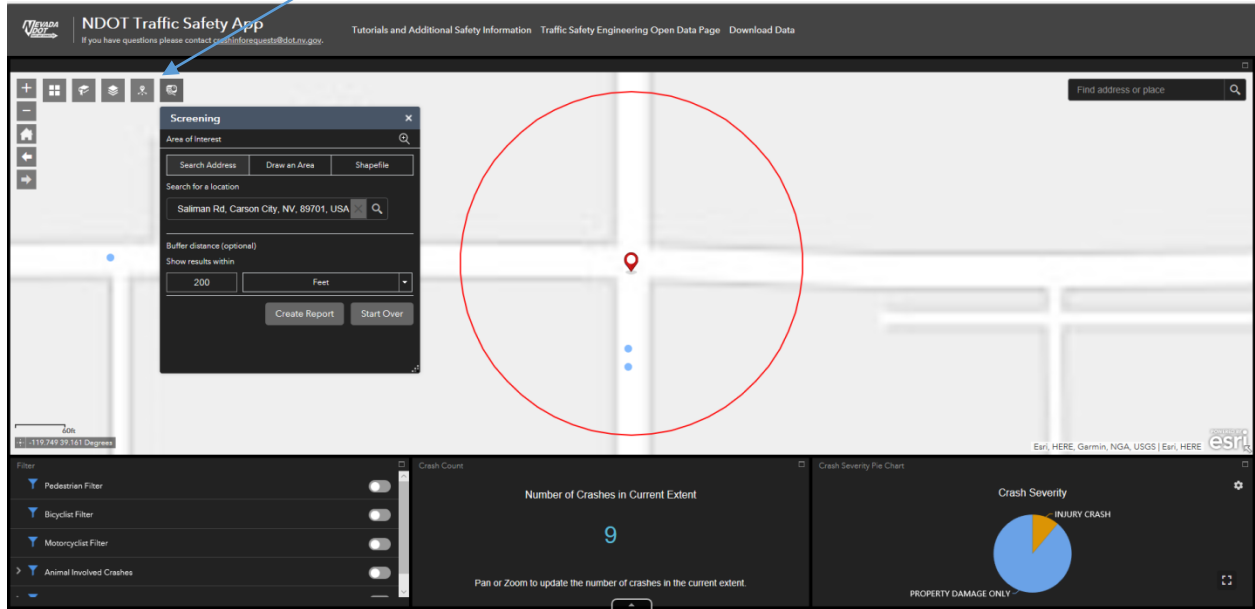 NEVADA
DOT
NDOT Traffic Safety App
If you have questions please contact crashinforequests@dot.nv.gov.
Tutorials and Additional Safety Information Traffic Safety Engineering Open Data Page Download Data
Find address or place
Screening
Area of Interest
Search Address Draw an Area Shapefile
Search for a location
Saliman Rd, Carson City, NV, 89701, USA
Buffer distance (optional)
Show results within
200 Feet
Create Report Start Over
60ft
-119.749 39.161 Degrees
Esri, HERE, Garmin, NGA, USGS | Esri, HERE
esri
Filter
Pedestrian Filter
Bicyclist Filter
Motorcyclist Filter
Animal Involved Crashes
Crash Count
Number of Crashes in Current Extent
9
Pan or Zoom to update the number of crashes in the current extent.
Crash Severity Pie Chart
Crash Severity
INJURY CRASH
PROPERTY DAMAGE ONLY